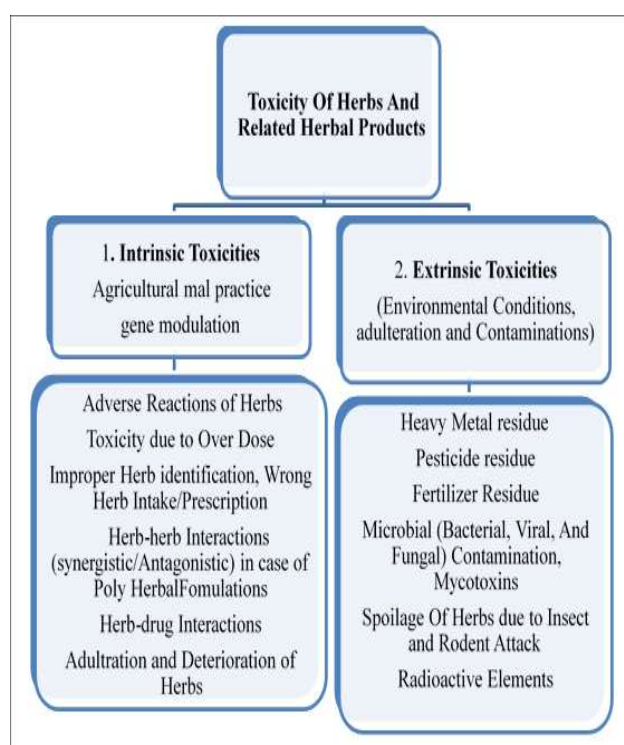 Toxicity Of Herbs And
Related Herbal Products
1. Intrinsic Toxicities
Agricultural mal practice
gene modulation
2. Extrinsic Toxicities
(Environmental Conditions,
adulteration and Contaminations)
Adverse Reactions of Herbs
Toxicity due to Over Dose
Improper Herb identification, Wrong
Herb Intake/Prescription
Herb-herb Interactions
(synergistic/Antagonistic) in case of
Poly HerbalFomulations
Herb-drug Interactions
Adultration and Deterioration of
Herbs
Heavy Metal residue
Pesticide residue
Fertilizer Residue
Microbial (Bacterial, Viral, And
Fungal) Contamination,
Mycotoxins
Spoilage Of Herbs due to Insect
and Rodent Attack
Radioactive Elements